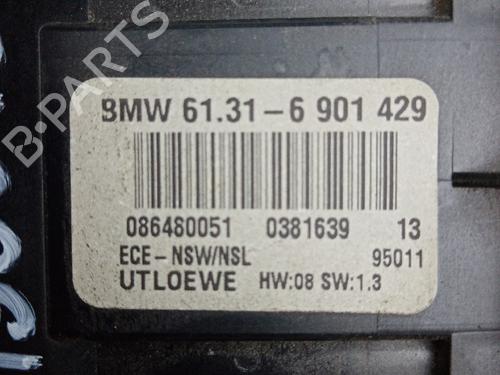 B-PARTS
BMW 61.31-6 901 429
086480051 0381639 13
ECE-NSW/NSL 95011
UTLOEWE HW:08 SW:1.3